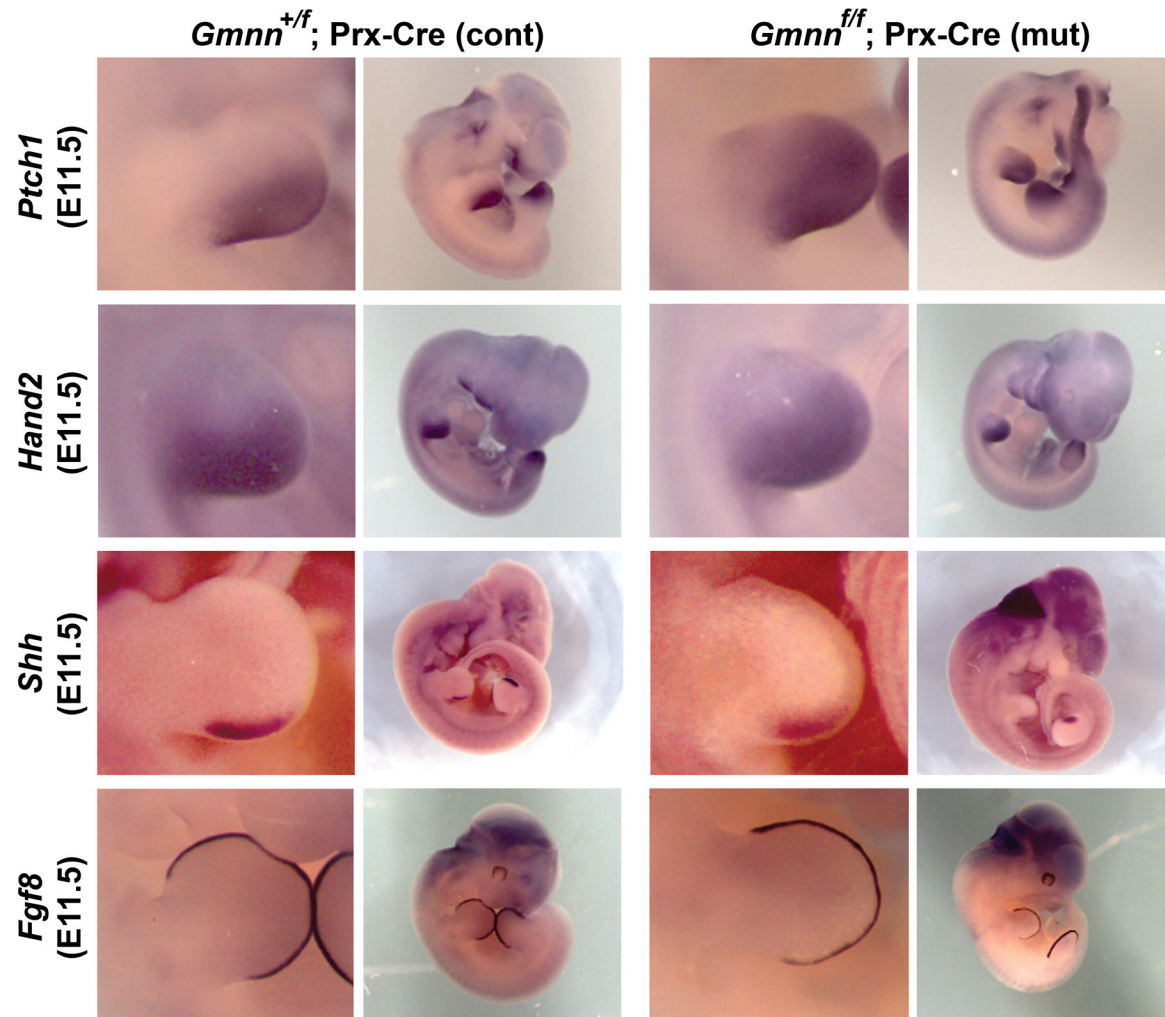 Gmnn+/f; Prx-Cre (cont)
Gmnnf/f; Prx-Cre (mut)
Ptch1
(E11.5)
Hand2
(E11.5)
Shh
(E11.5)
Fgf8
(E11.5)